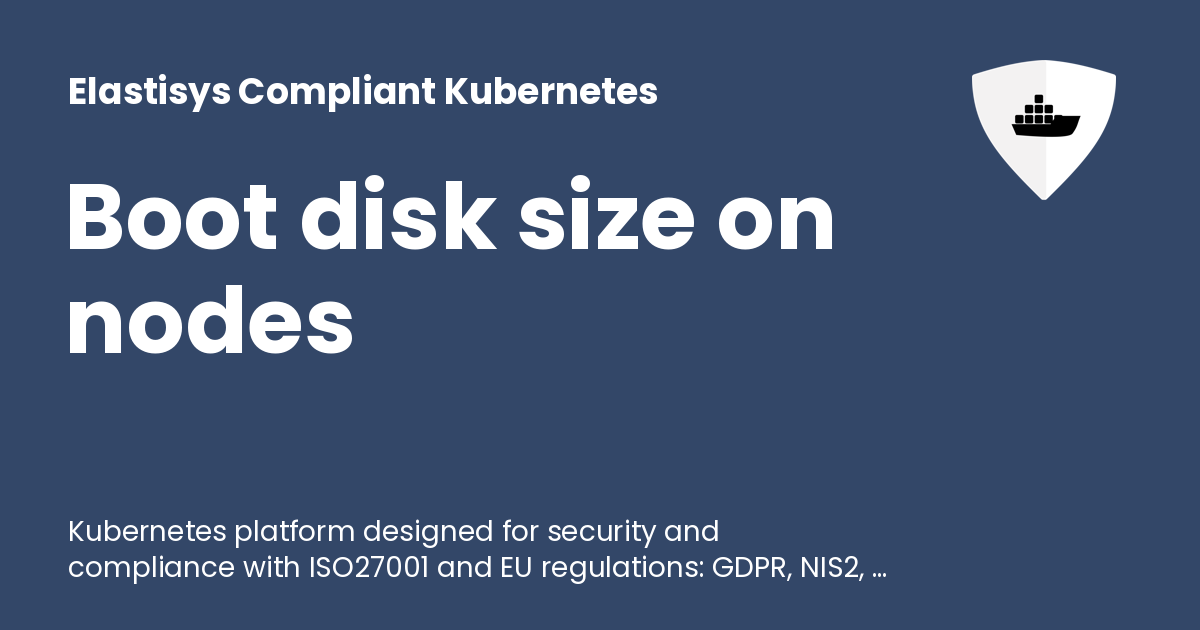 Elastisys Compliant Kubernetes
Boot disk size on
nodes
Kubernetes platform designed for security and
compliance with ISO27001 and EU regulations: GDPR, NIS2, ...